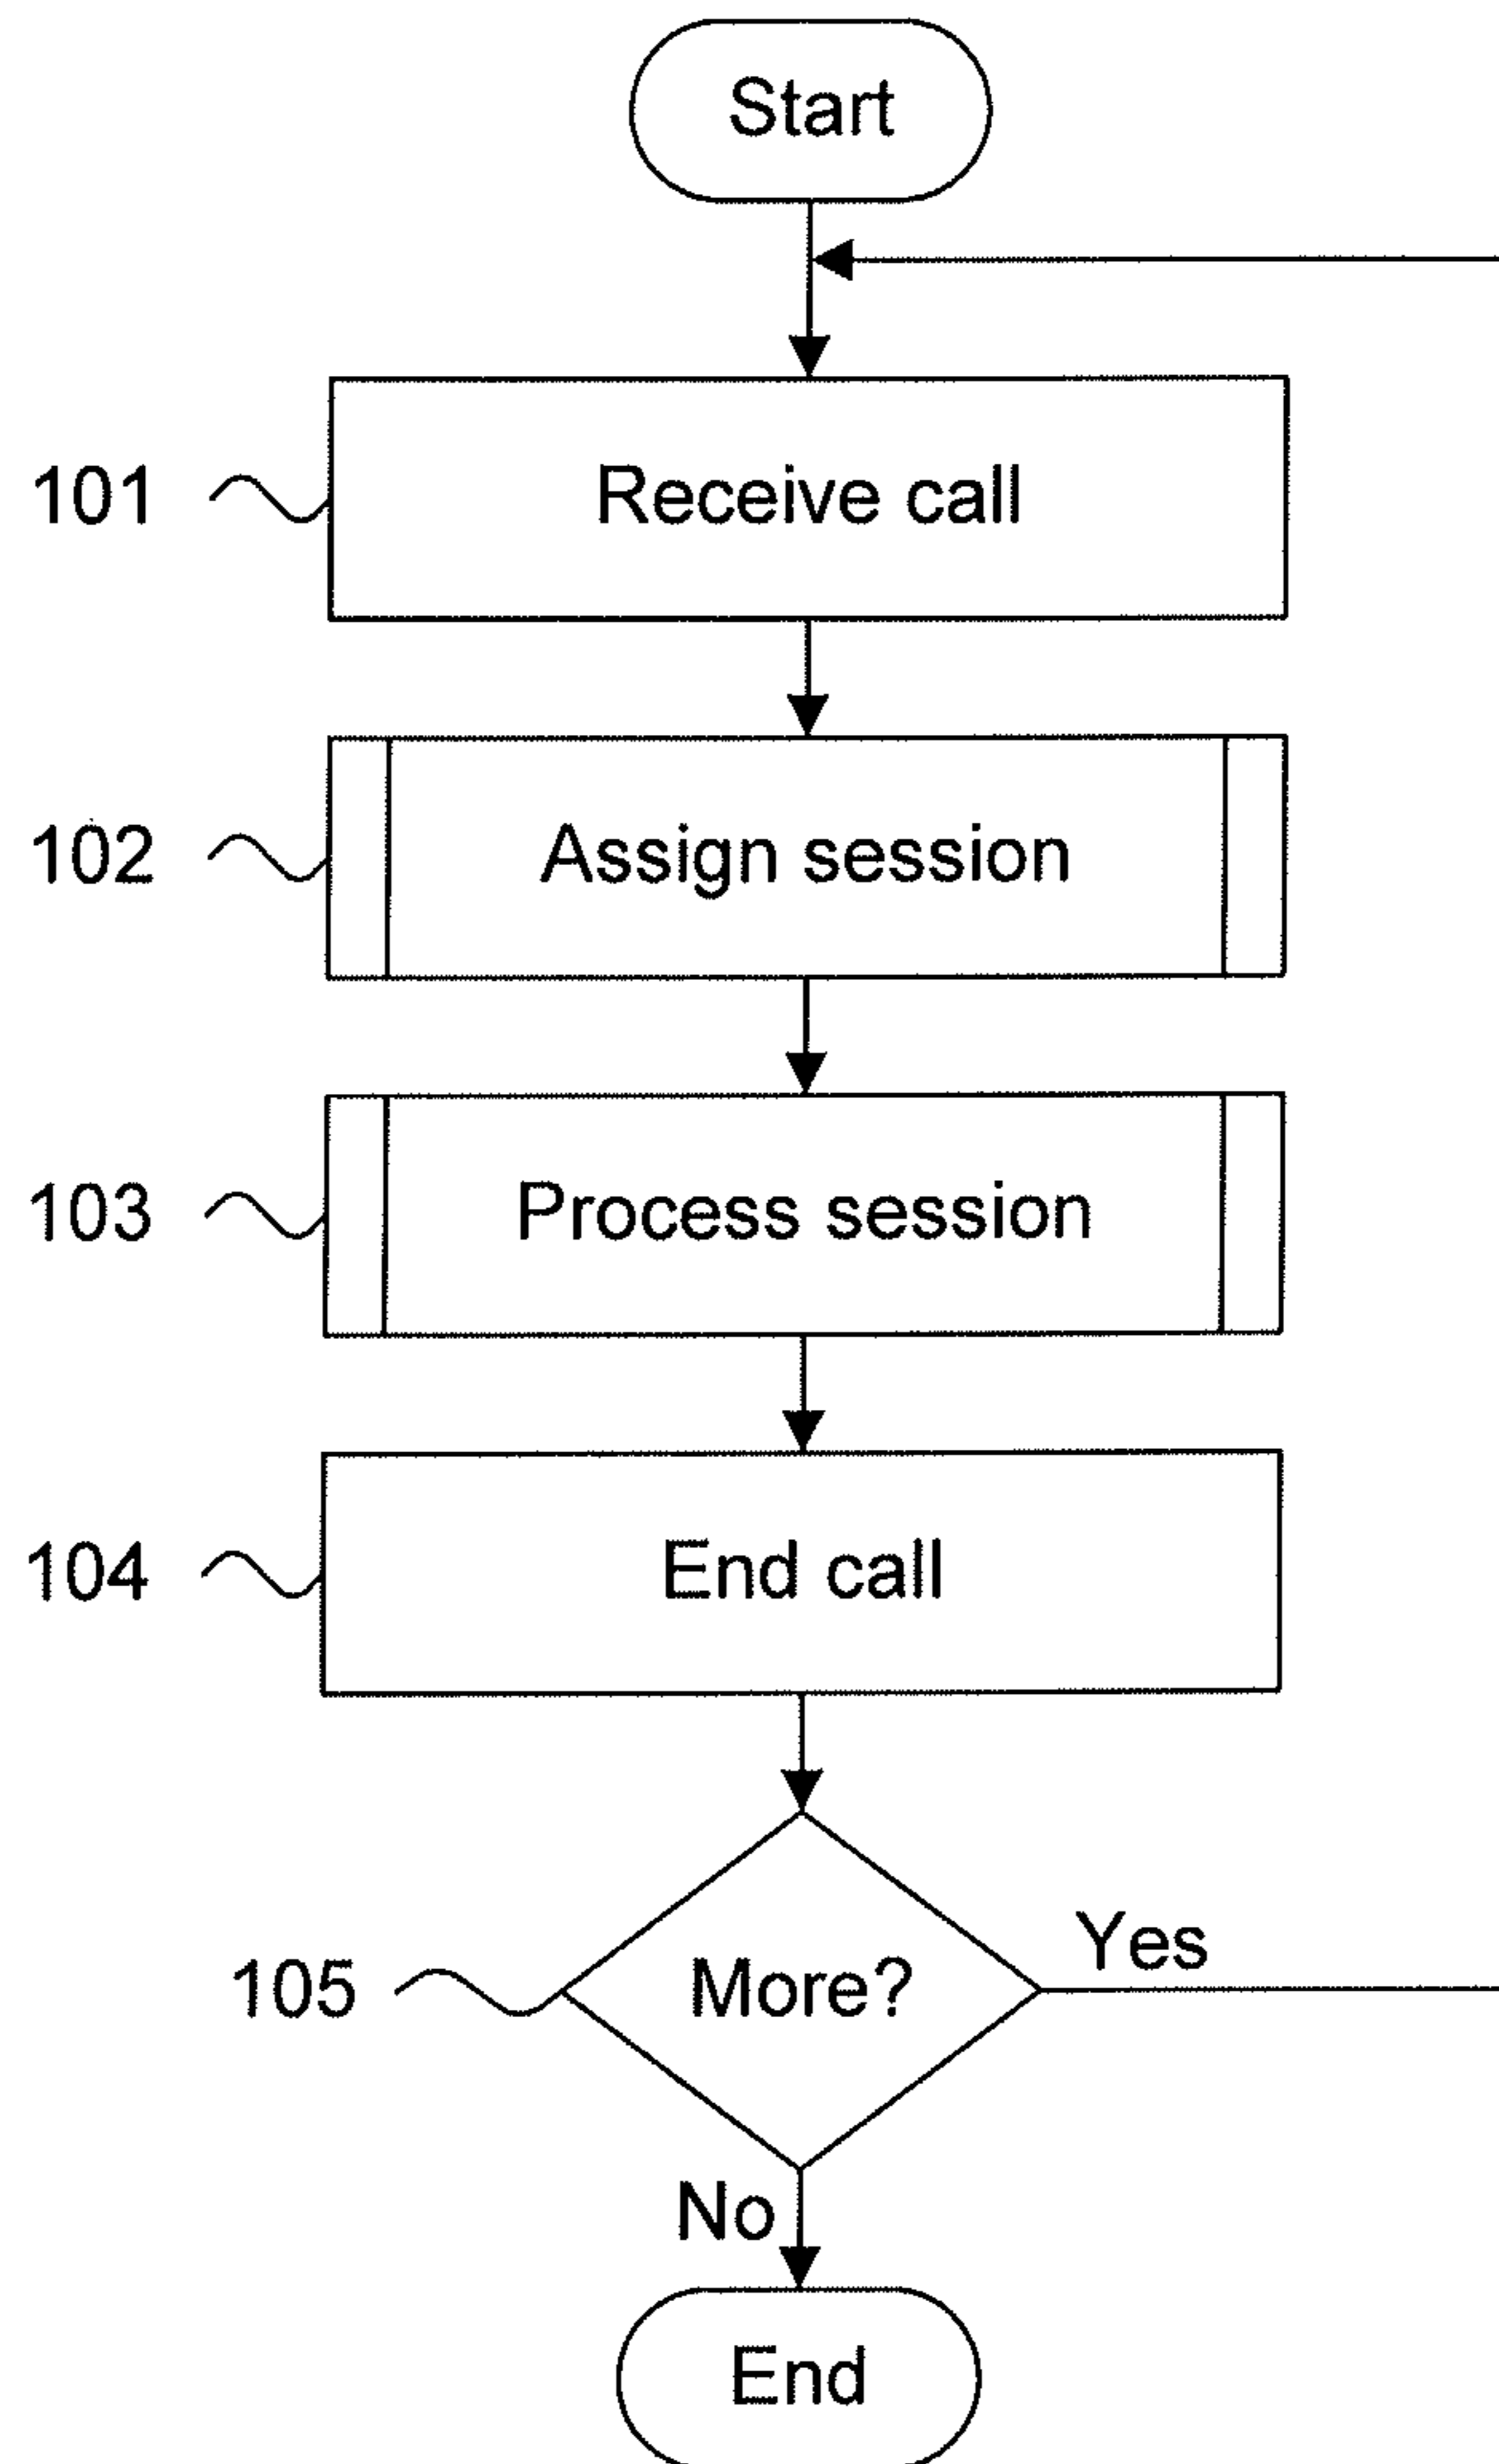 Start
101 Receive call
102 Assign session
103 Process session
104 End call
105 More? Yes
No
End